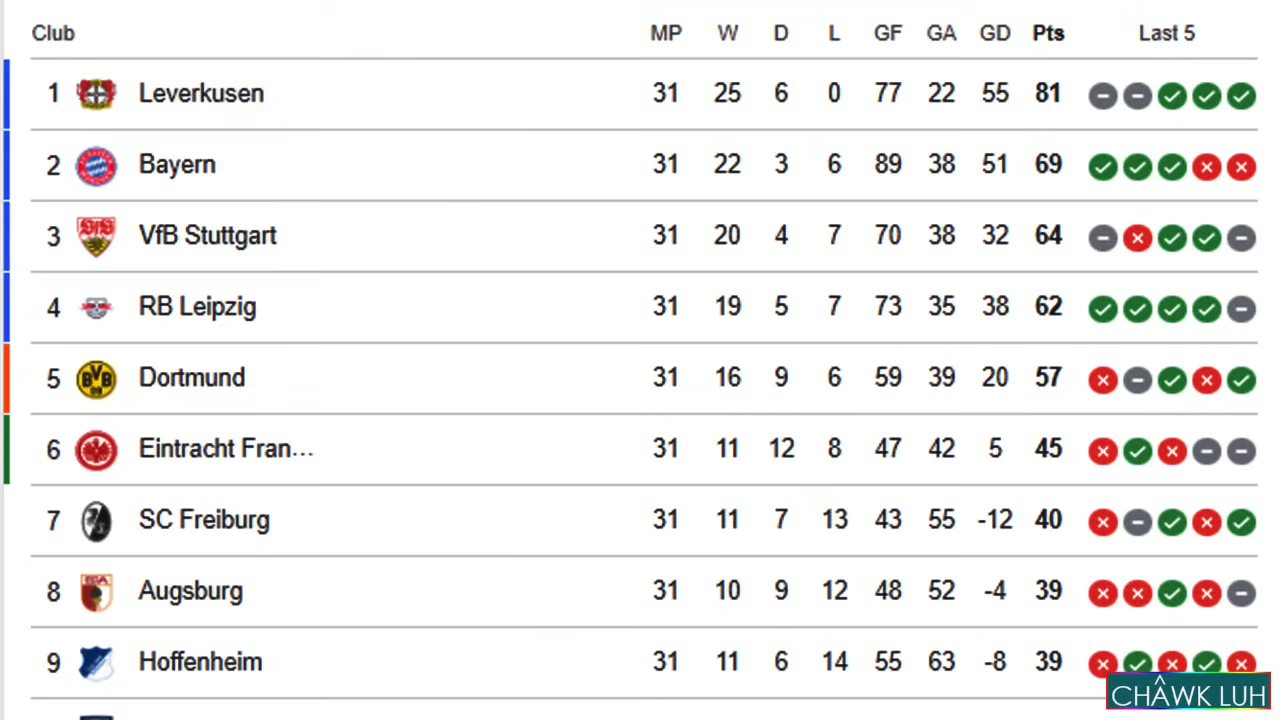 Club MP W D L GF GA GD Pts Last 5
1 Leverkusen 31 25 6 0 77 22 55 81
2 Bayern 31 22 3 6 89 38 51 69
3 VfB Stuttgart 31 20 4 7 70 38 32 64
4 RB Leipzig 31 19 5 7 73 35 38 62
5 BVB 09 Dortmund 31 16 9 6 59 39 20 57
6 Eintracht Fran... 31 11 12 8 47 42 5 45
7 SC Freiburg 31 11 7 13 43 55 -12 40
8 Augsburg 31 10 9 12 48 52 -4 39
9 Hoffenheim 31 11 6 14 55 63 -8 39
CHÂWK LUH